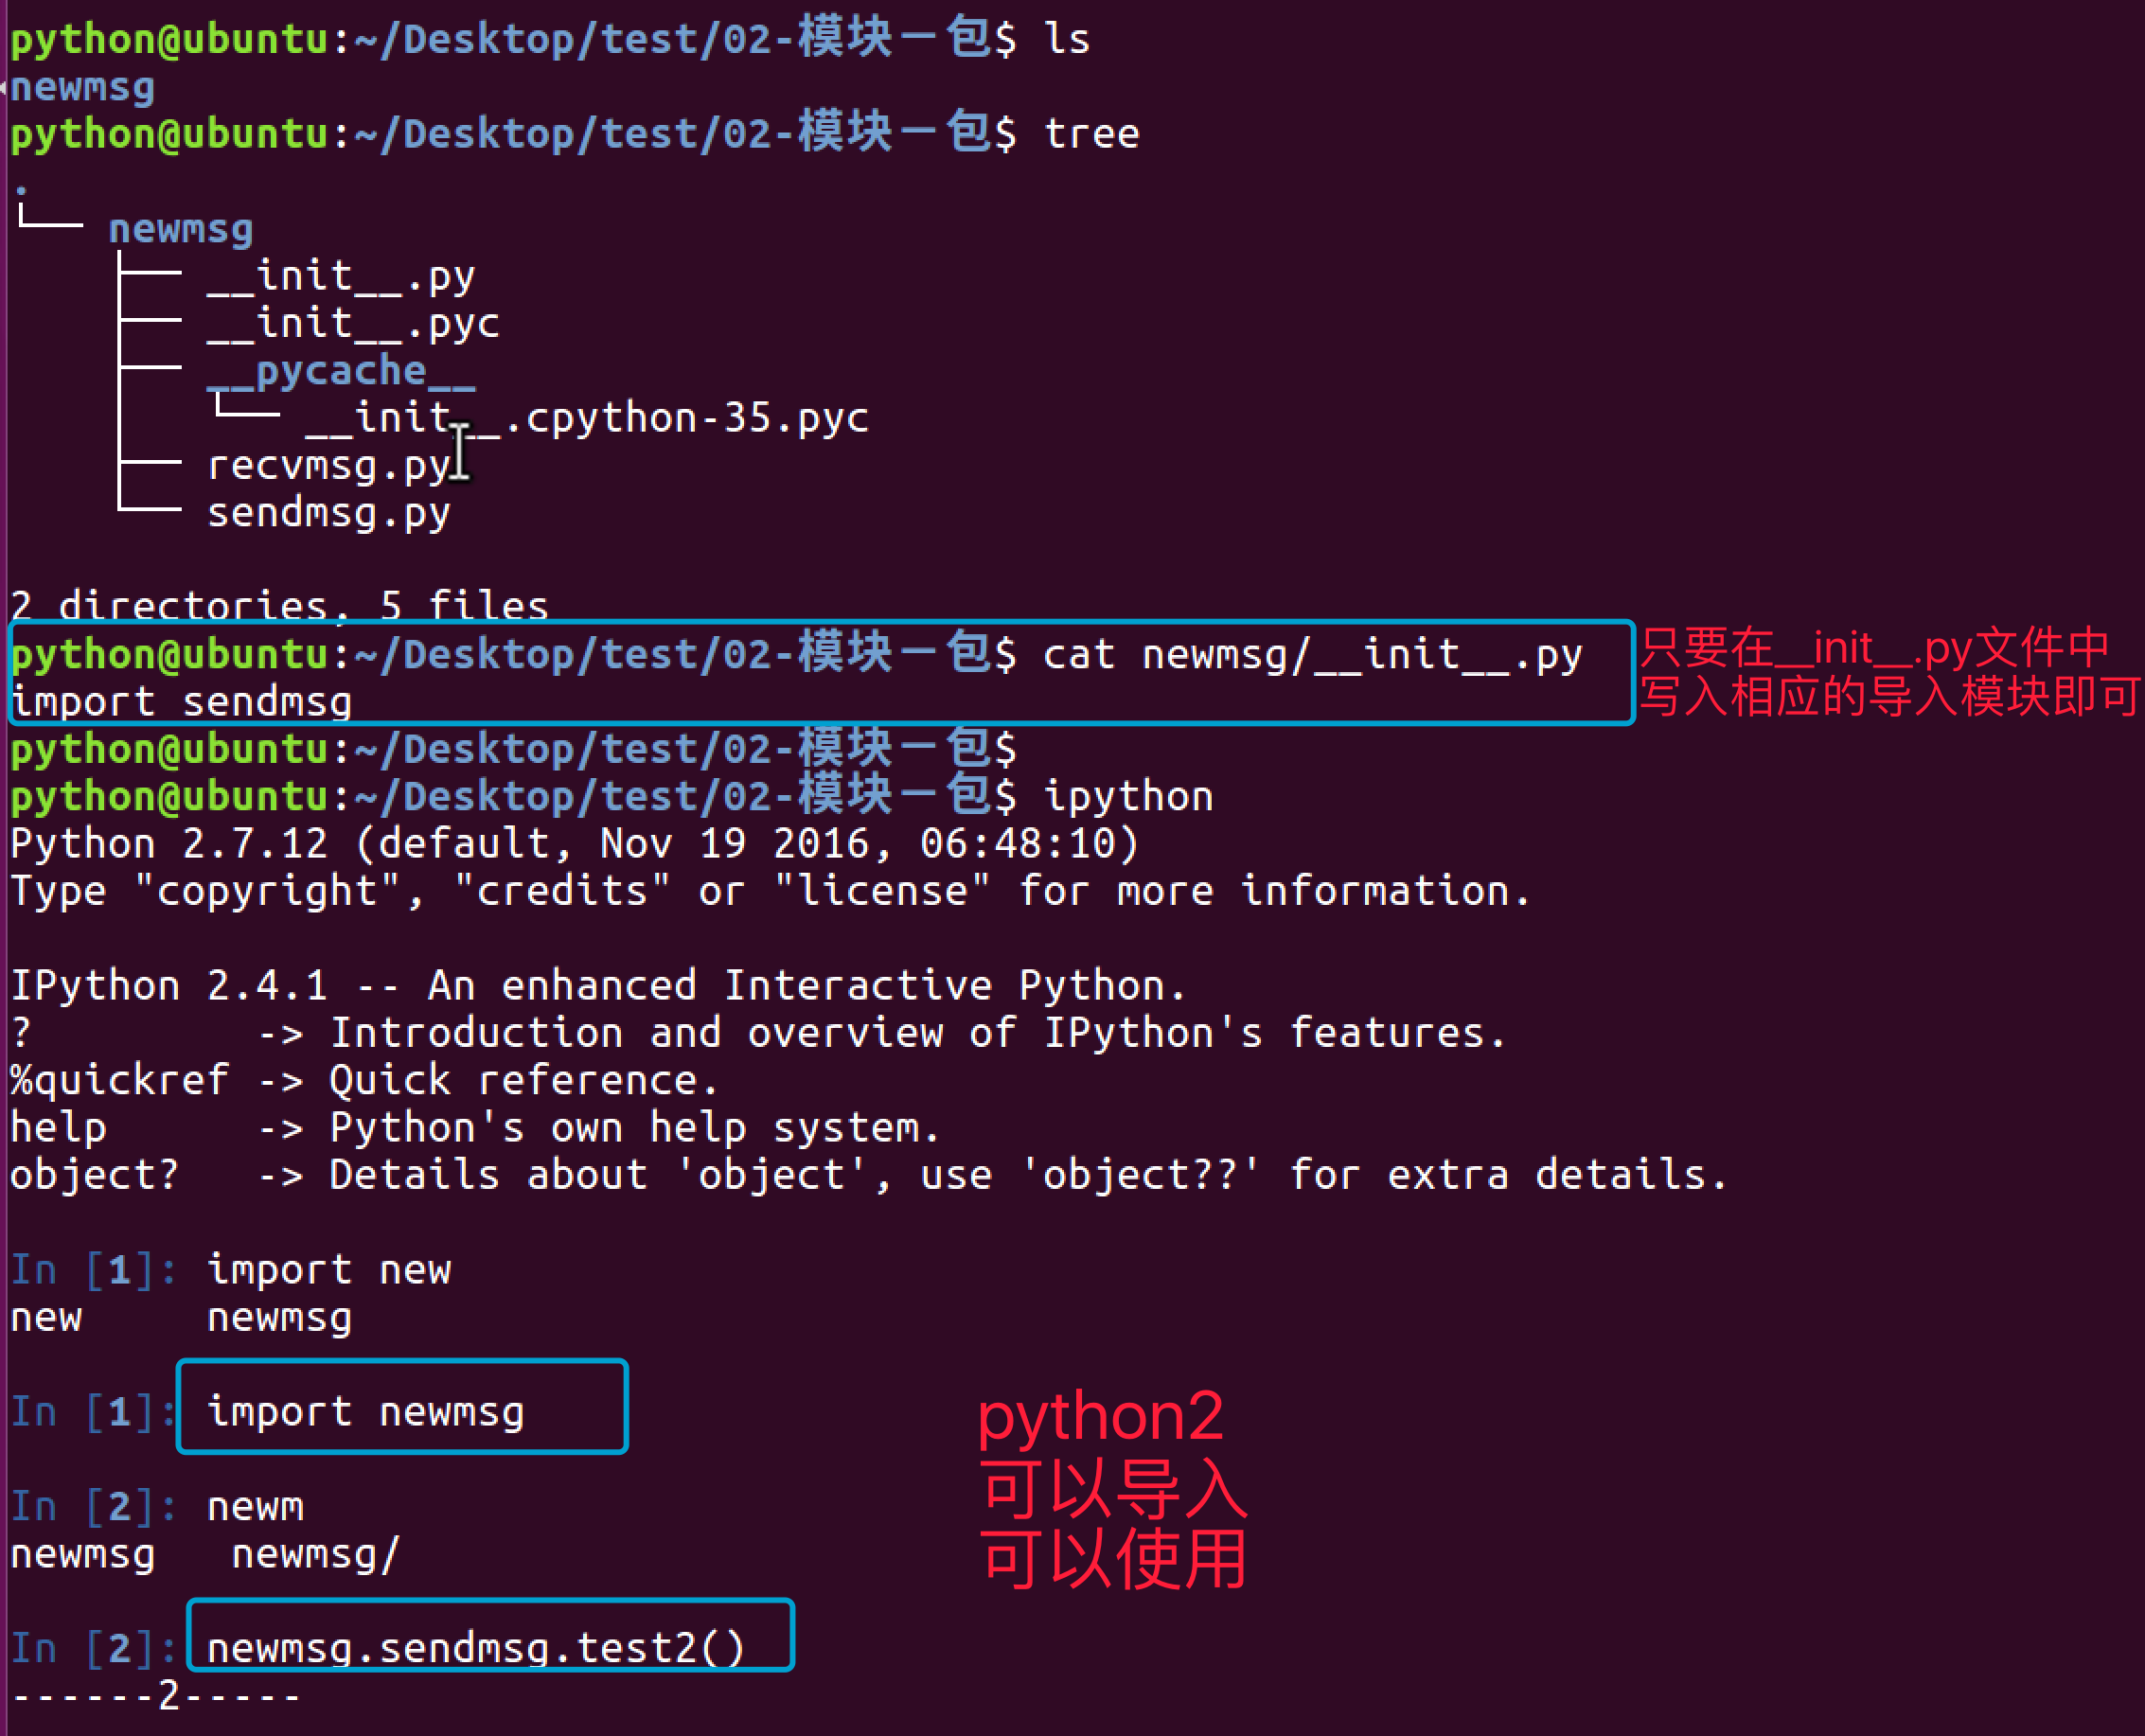 python@ubuntu:~/Desktop/test/02-模块－包$ ls
newmsg
python@ubuntu:~/Desktop/test/02-模块－包$ tree
.
└── newmsg
    ├── __init__.py
    ├── __init__.pyc
    ├── __pycache__
    │   └── __init__.cpython-35.pyc
    ├── recvmsg.py
    └── sendmsg.py
2 directories, 5 files
python@ubuntu:~/Desktop/test/02-模块－包$ cat newmsg/__init__.py
import sendmsg
只要在__init__.py文件中
写入相应的导入模块即可
python@ubuntu:~/Desktop/test/02-模块－包$
python@ubuntu:~/Desktop/test/02-模块－包$ ipython
Python 2.7.12 (default, Nov 19 2016, 06:48:10)
Type "copyright", "credits" or "license" for more information.
IPython 2.4.1 -- An enhanced Interactive Python.
?         -> Introduction and overview of IPython's features.
%quickref -> Quick reference.
help      -> Python's own help system.
object?   -> Details about 'object', use 'object??' for extra details.
In [1]: import new
new     newmsg
In [1]: import newmsg
In [2]: newm
newmsg   newmsg/
In [2]: newmsg.sendmsg.test2()
------2-----
python2
可以导入
可以使用